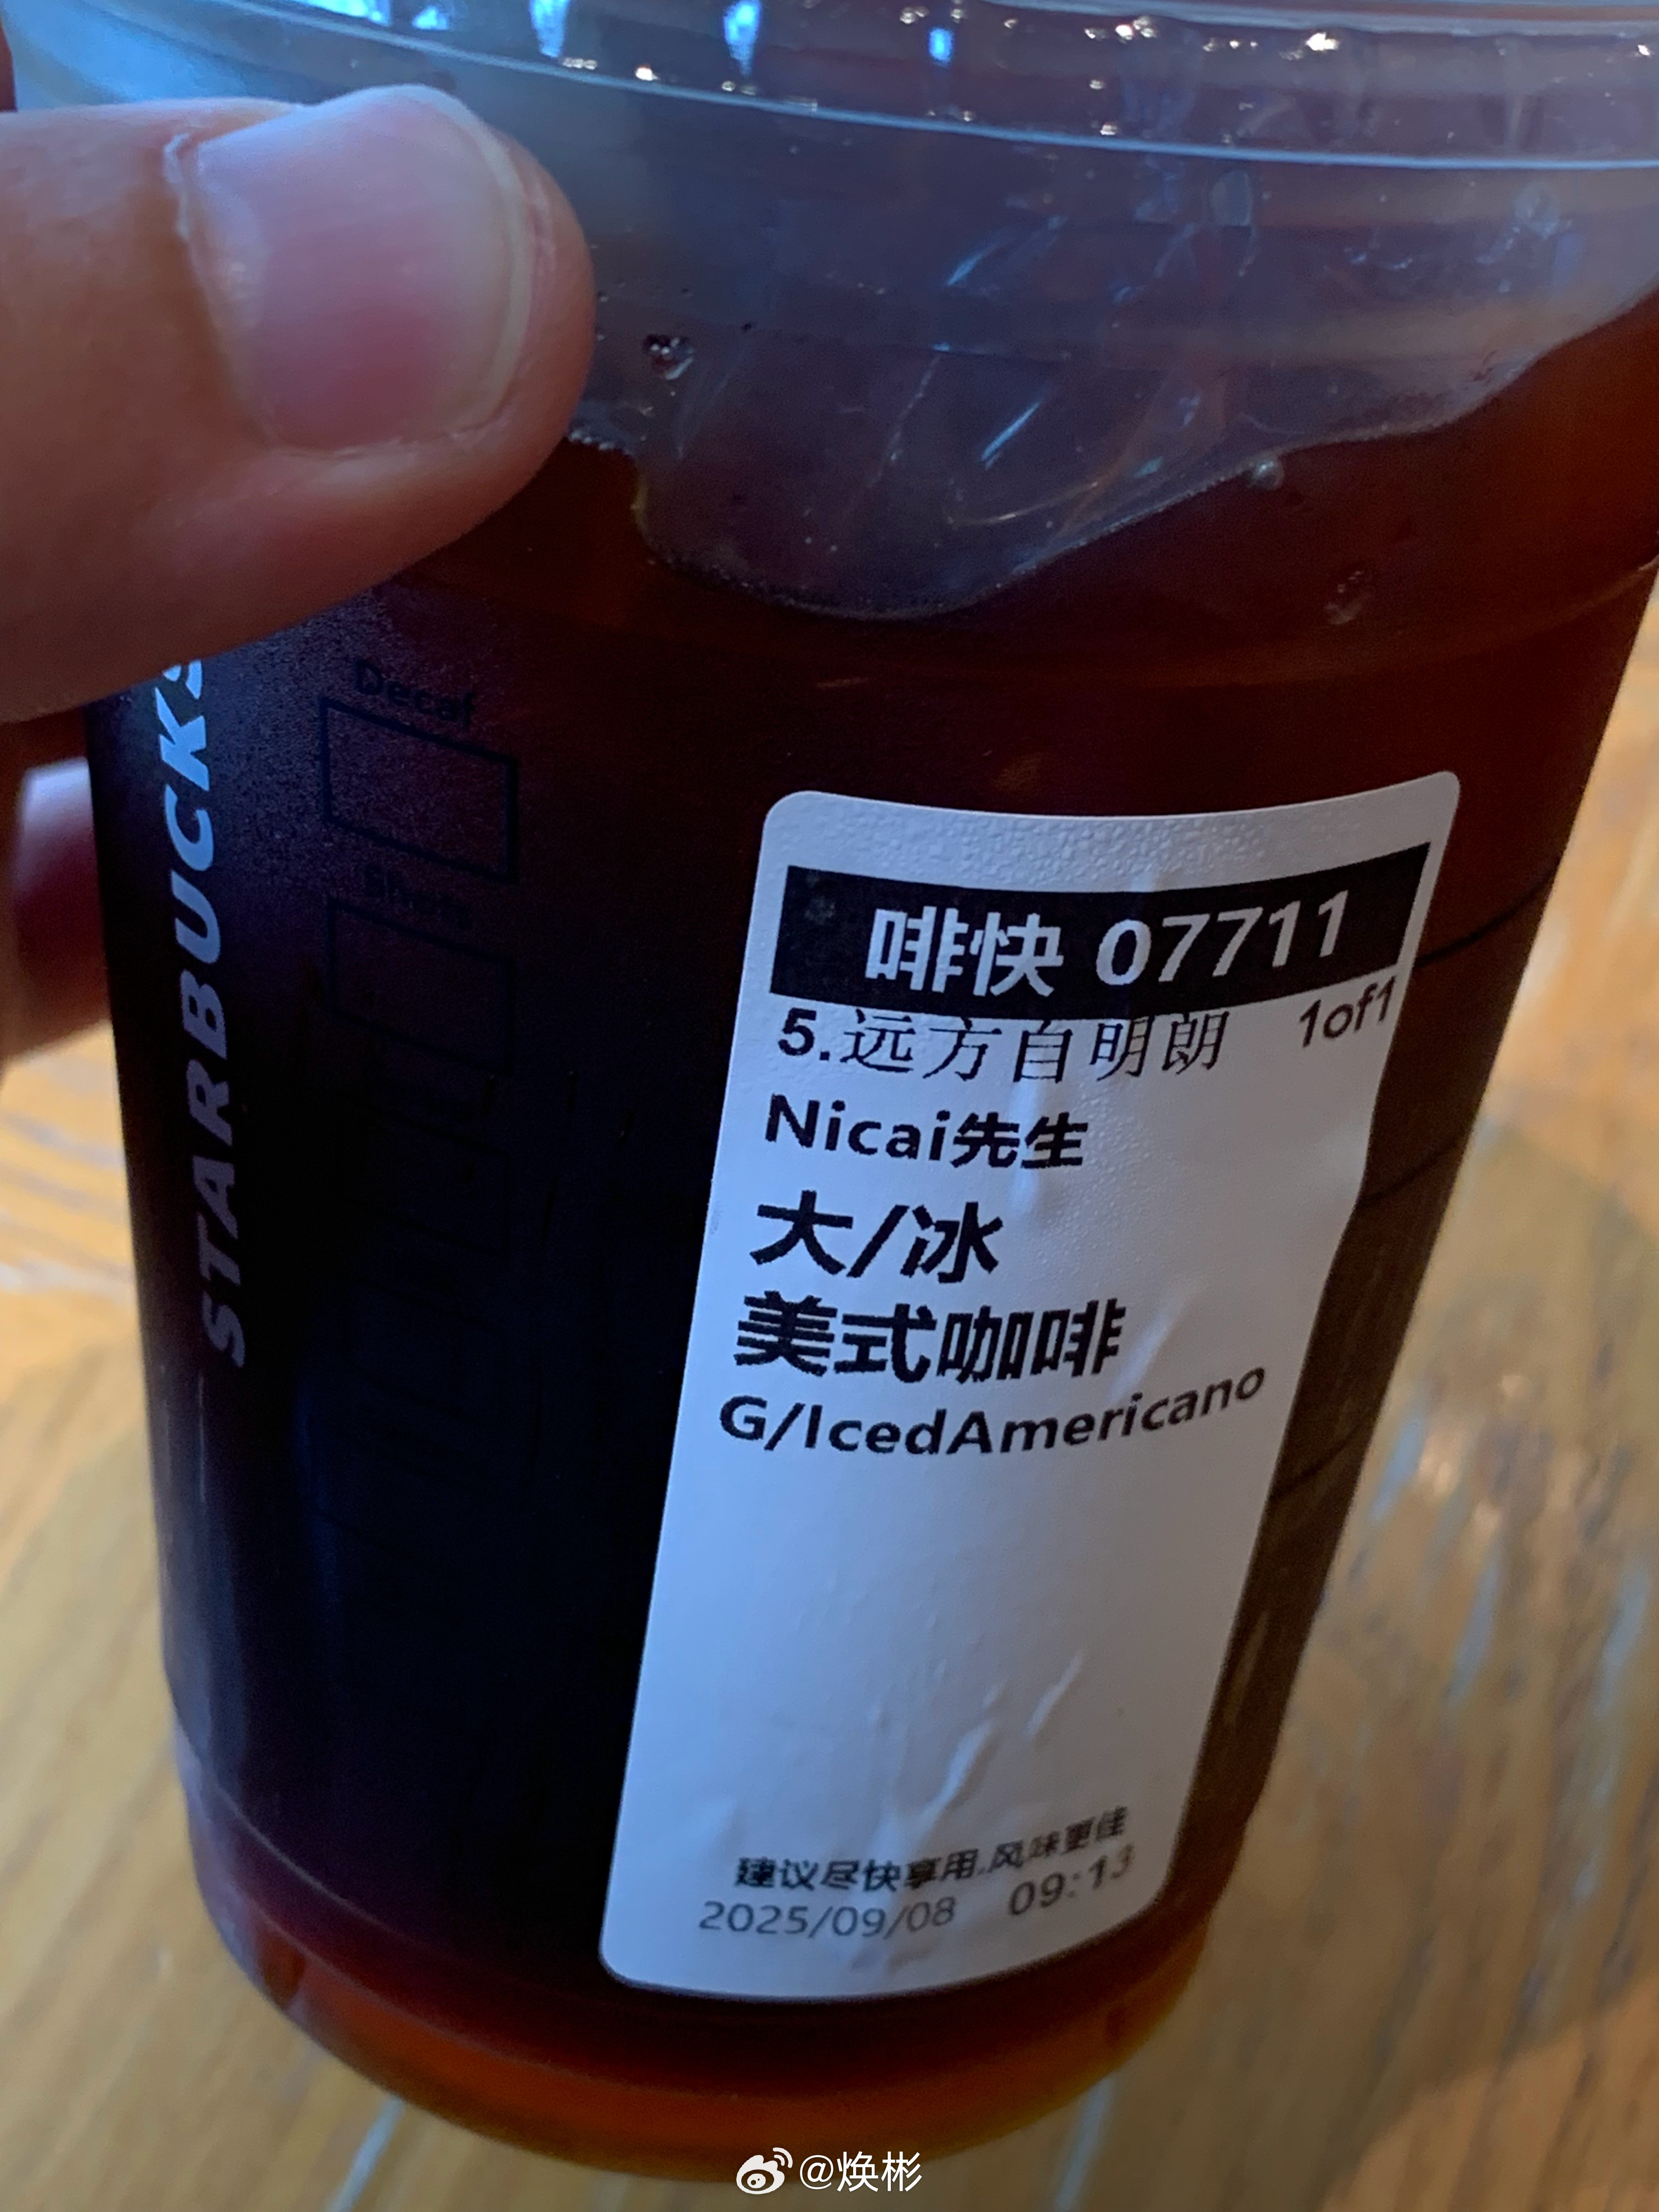 STARBUCKS
Decaf
Shots
啡快 07711
5.远方自明朗 1of1
Nicai先生
大/冰
美式咖啡
G/IcedAmericano
建议尽快享用,风味更佳
2025/09/08 09:13
@焕彬